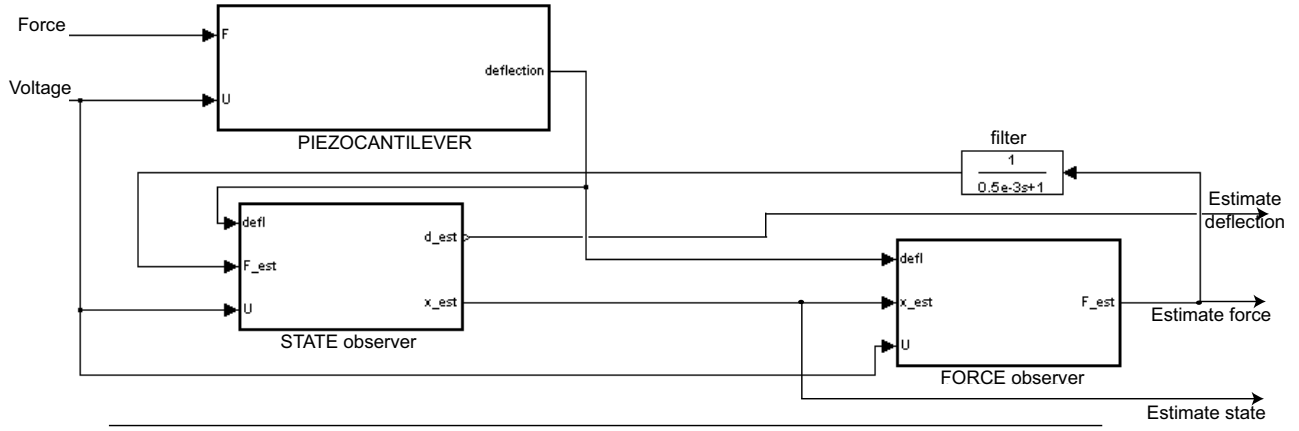 Force
F
deflection
Voltage
U
PIEZOCANTILEVER
filter
1
0.5e-3s+1
Estimate
deflection
defl
d_est
F_est
x_est
U
STATE observer
defl
x_est
F_est
U
FORCE observer
Estimate force
Estimate state